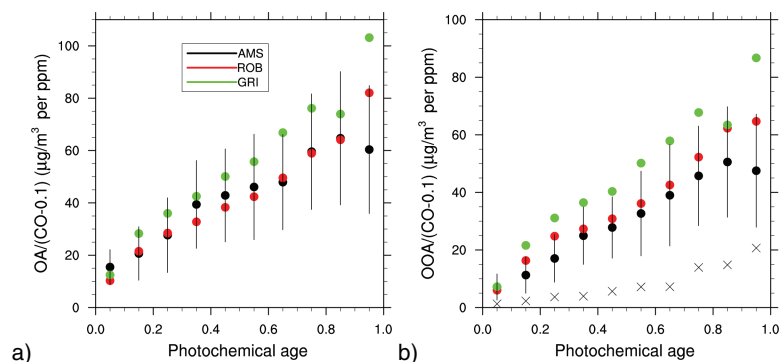 OA/(CO-0.1) (µg/m³ per ppm)
100
80
60
40
20
0
AMS
ROB
GRI
0.0 0.2 0.4 0.6 0.8 1.0
a) Photochemical age
OOA/(CO-0.1) (µg/m³ per ppm)
100
80
60
40
20
0
0.0 0.2 0.4 0.6 0.8 1.0
b) Photochemical age